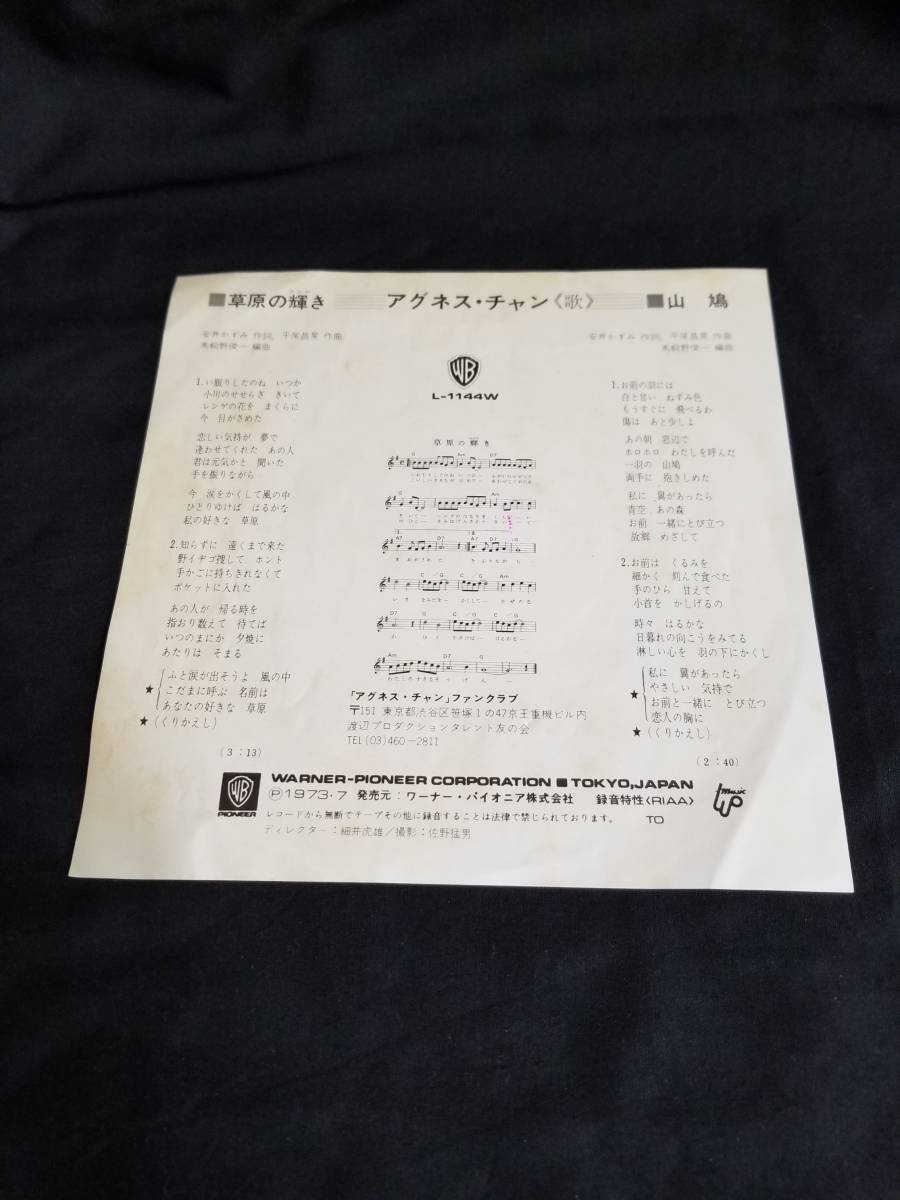 ■草原の輝き
アグネス・チャン《歌》
■山 鳩
安井かずみ 作詞, 平尾昌晃 作曲
馬飼野俊一 編曲
安井かずみ 作詞, 平尾昌晃 作曲
馬飼野俊一 編曲
WB
L-1144W
1. い眠りしたのね いつか
小川のせせらぎ きいて
レンゲの花を まくらに
今 目がさめた
恋しい気持が 夢で
逢わせてくれた あの人
君は元気かと 聞いた
手を振りながら
今 涙をかくして風の中
ひとりゆけば はるかな
私の好きな 草原
2. 知らずに 遠くまで来た
野イチゴ捜して ホント
手かごに持ちきれなくて
ポケットに入れた
あの人が 帰る時を
指おり数えて 待てば
いつのまにか 夕燒に
あたりは そまる
ふと涙が出そうよ 風の中
★ こだまに呼ぶ 名前は
あなたの好きな 草原
★ (くりかえし)
(3:13)
草原の輝き
1. お前の羽には
白と甘い ねずみ色
もうすぐに 飛べるわ
傷は あと少しよ
あの朝 窓辺で
ホロホロ わたしを呼んだ
一羽の 山鳩
両手に 抱きしめた
私に 翼があったら
青空 あの森
お前 一緒にとび立つ
故郷 めざして
2. お前は くるみを
細かく 刻んで食べた
手のひら 甘えて
小首を かしげるの
時々 はるかな
日暮れの向こうをみてる
淋しい心を 羽の下にかくし
私に 翼があったら
★ やさしい 気持で
お前と一緒に とび立つ
恋人の胸に
★ (くりかえし)
(2:40)
「アグネス・チャン」ファンクラブ
〒151 東京都渋谷区笹塚1の47京王重機ビル内
渡辺プロダクションタレント友の会
TEL(03)460-2811
WB
PIONEER
WARNER-PIONEER CORPORATION ■ TOKYO, JAPAN
Ⓟ1973・7 発売元：ワーナー・パイオニア株式会社 録音特性〈RIAA〉
レコードから無断でテープその他に録音することは法律で禁じられております。 TO
ディレクター：細井虎雄／撮影：佐野猛男
music